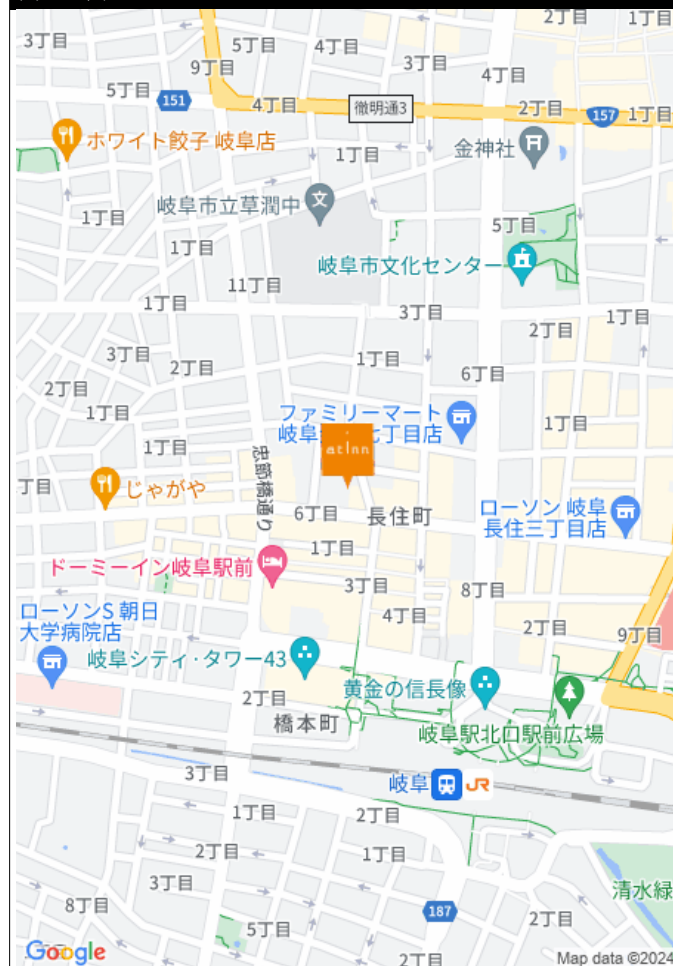 2丁目
1丁目
3丁目
5丁目
4丁目
9丁目
3丁目
4丁目
5丁目
151
4丁目
徹明通3
2丁目
157
1丁目
ホワイト餃子 岐阜店
1丁目
金神社
岐阜市立草潤中
1丁目
5丁目
1丁目
岐阜市文化センター
11丁目
1丁目
3丁目
2丁目
1丁目
3丁目
2丁目
1丁目
6丁目
2丁目
1丁目
ファミリーマート
岐阜
七丁目店
1丁目
1丁目
atinn
忠節橋通り
丁目
じゃがや
6丁目
長住町
ローソン 岐阜
長住三丁目店
1丁目
ドーミーイン岐阜駅前
3丁目
8丁目
4丁目
ローソンS 朝日
大学病院店
2丁目
9丁目
岐阜シティ・タワー43
2丁目
黄金の信長像
橋本町
岐阜駅北口駅前広場
3丁目
岐阜
JR
1丁目
2丁目
2丁目
1丁目
3丁目
清水緑
8丁目
187
2丁目
5丁目
2丁目
Google
Map data ©2024